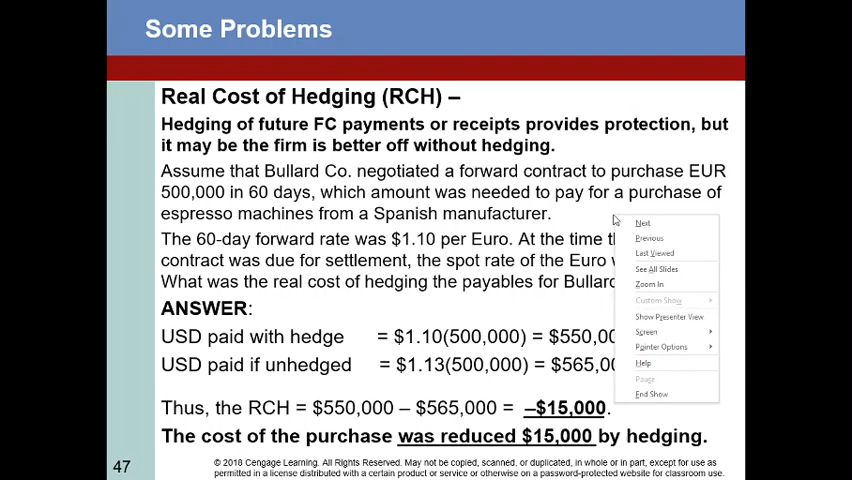 Some Problems
Real Cost of Hedging (RCH) –
Hedging of future FC payments or receipts provides protection, but
it may be the firm is better off without hedging.
Assume that Bullard Co. negotiated a forward contract to purchase EUR
500,000 in 60 days, which amount was needed to pay for a purchase of
espresso machines from a Spanish manufacturer.
The 60-day forward rate was $1.10 per Euro. At the time
contract was due for settlement, the spot rate of the Euro
What was the real cost of hedging the payables for Bullard
ANSWER:
USD paid with hedge = $1.10(500,000) = $550,00
USD paid if unhedged = $1.13(500,000) = $565,00
Thus, the RCH = $550,000 – $565,000 = –$15,000.
The cost of the purchase was reduced $15,000 by hedging.
Next
Previous
Last Viewed
See All Slides
Zoom In
Custom Show
Show Presenter View
Screen
Pointer Options
Help
Pause
End Show
47
© 2018 Cengage Learning. All Rights Reserved. May not be copied, scanned, or duplicated, in whole or in part, except for use as
permitted in a license distributed with a certain product or service or otherwise on a password-protected website for classroom use.